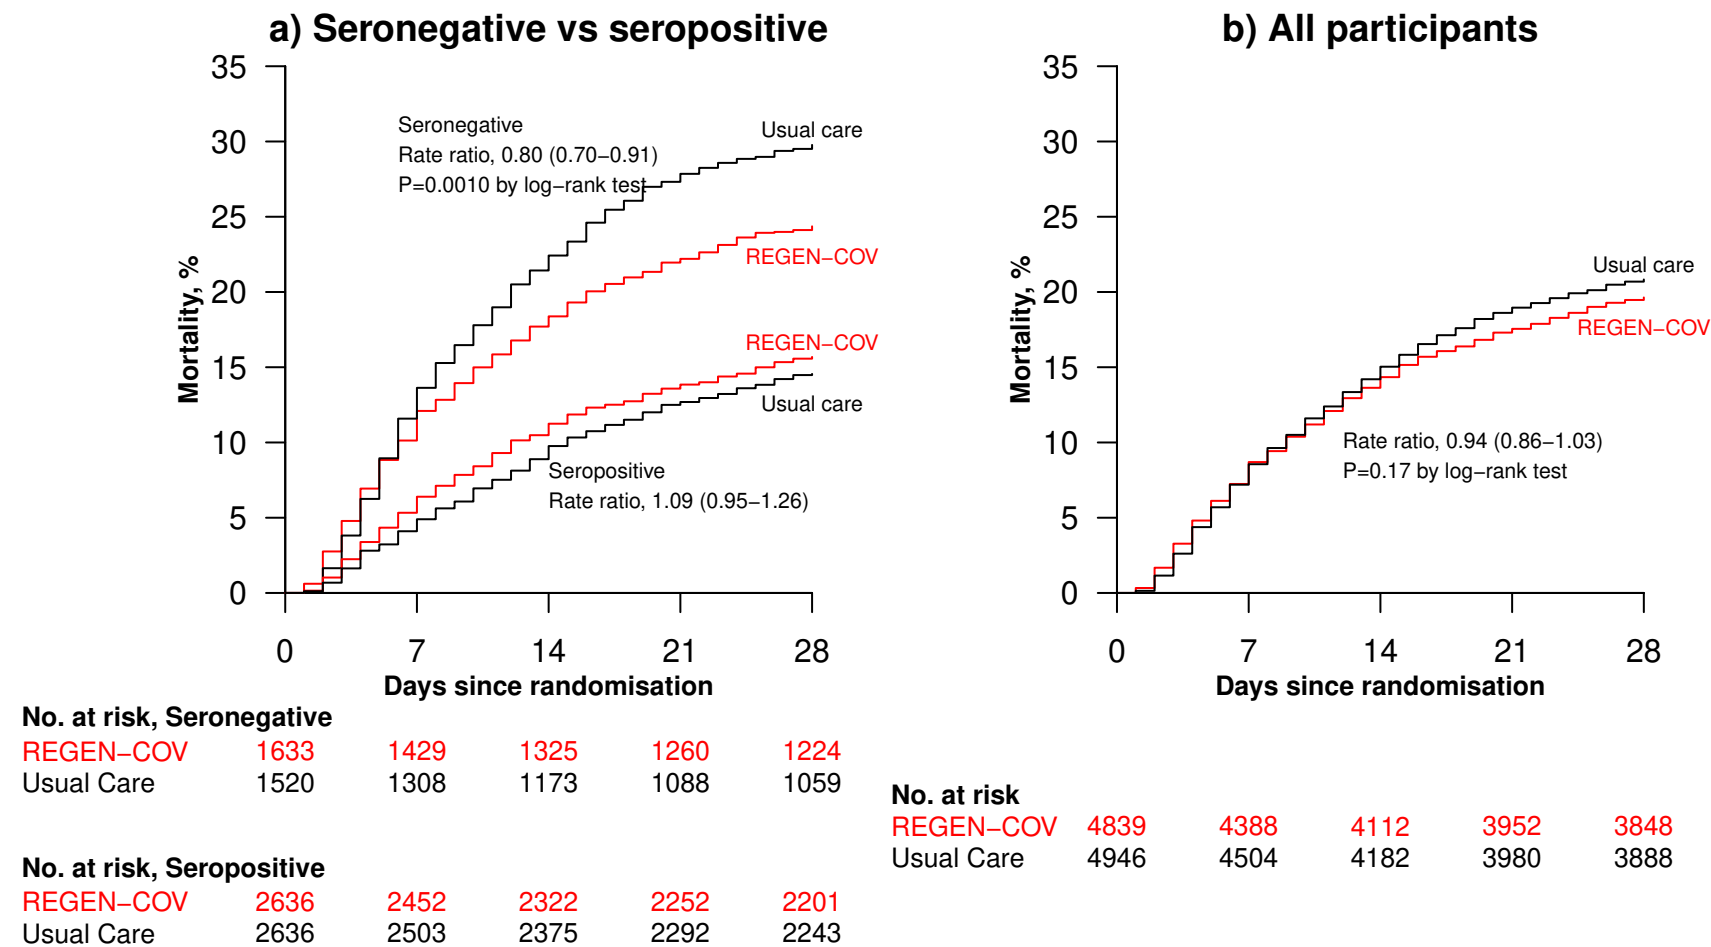 a) Seronegative vs seropositive
35
30
25
20
15
10
5
0
Mortality, %
Seronegative
Rate ratio, 0.80 (0.70−0.91)
P=0.0010 by log−rank test
Usual care
REGEN−COV
REGEN−COV
Usual care
Seropositive
Rate ratio, 1.09 (0.95−1.26)
0 7 14 21 28
Days since randomisation
No. at risk, Seronegative
REGEN−COV 1633 1429 1325 1260 1224
Usual Care 1520 1308 1173 1088 1059
No. at risk, Seropositive
REGEN−COV 2636 2452 2322 2252 2201
Usual Care 2636 2503 2375 2292 2243
b) All participants
35
30
25
20
15
10
5
0
Mortality, %
Usual care
REGEN−COV
Rate ratio, 0.94 (0.86−1.03)
P=0.17 by log−rank test
0 7 14 21 28
Days since randomisation
No. at risk
REGEN−COV 4839 4388 4112 3952 3848
Usual Care 4946 4504 4182 3980 3888